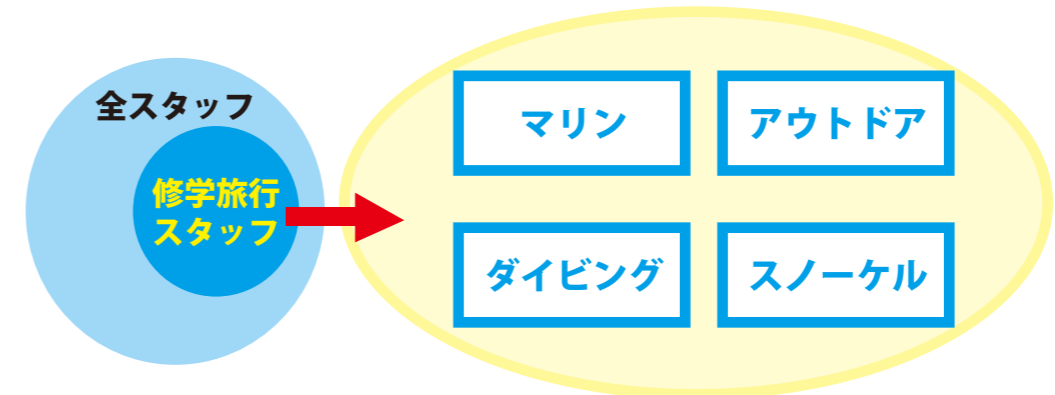 全スタッフ
修学旅行
スタッフ
マリン
アウトドア
ダイビング
スノーケル